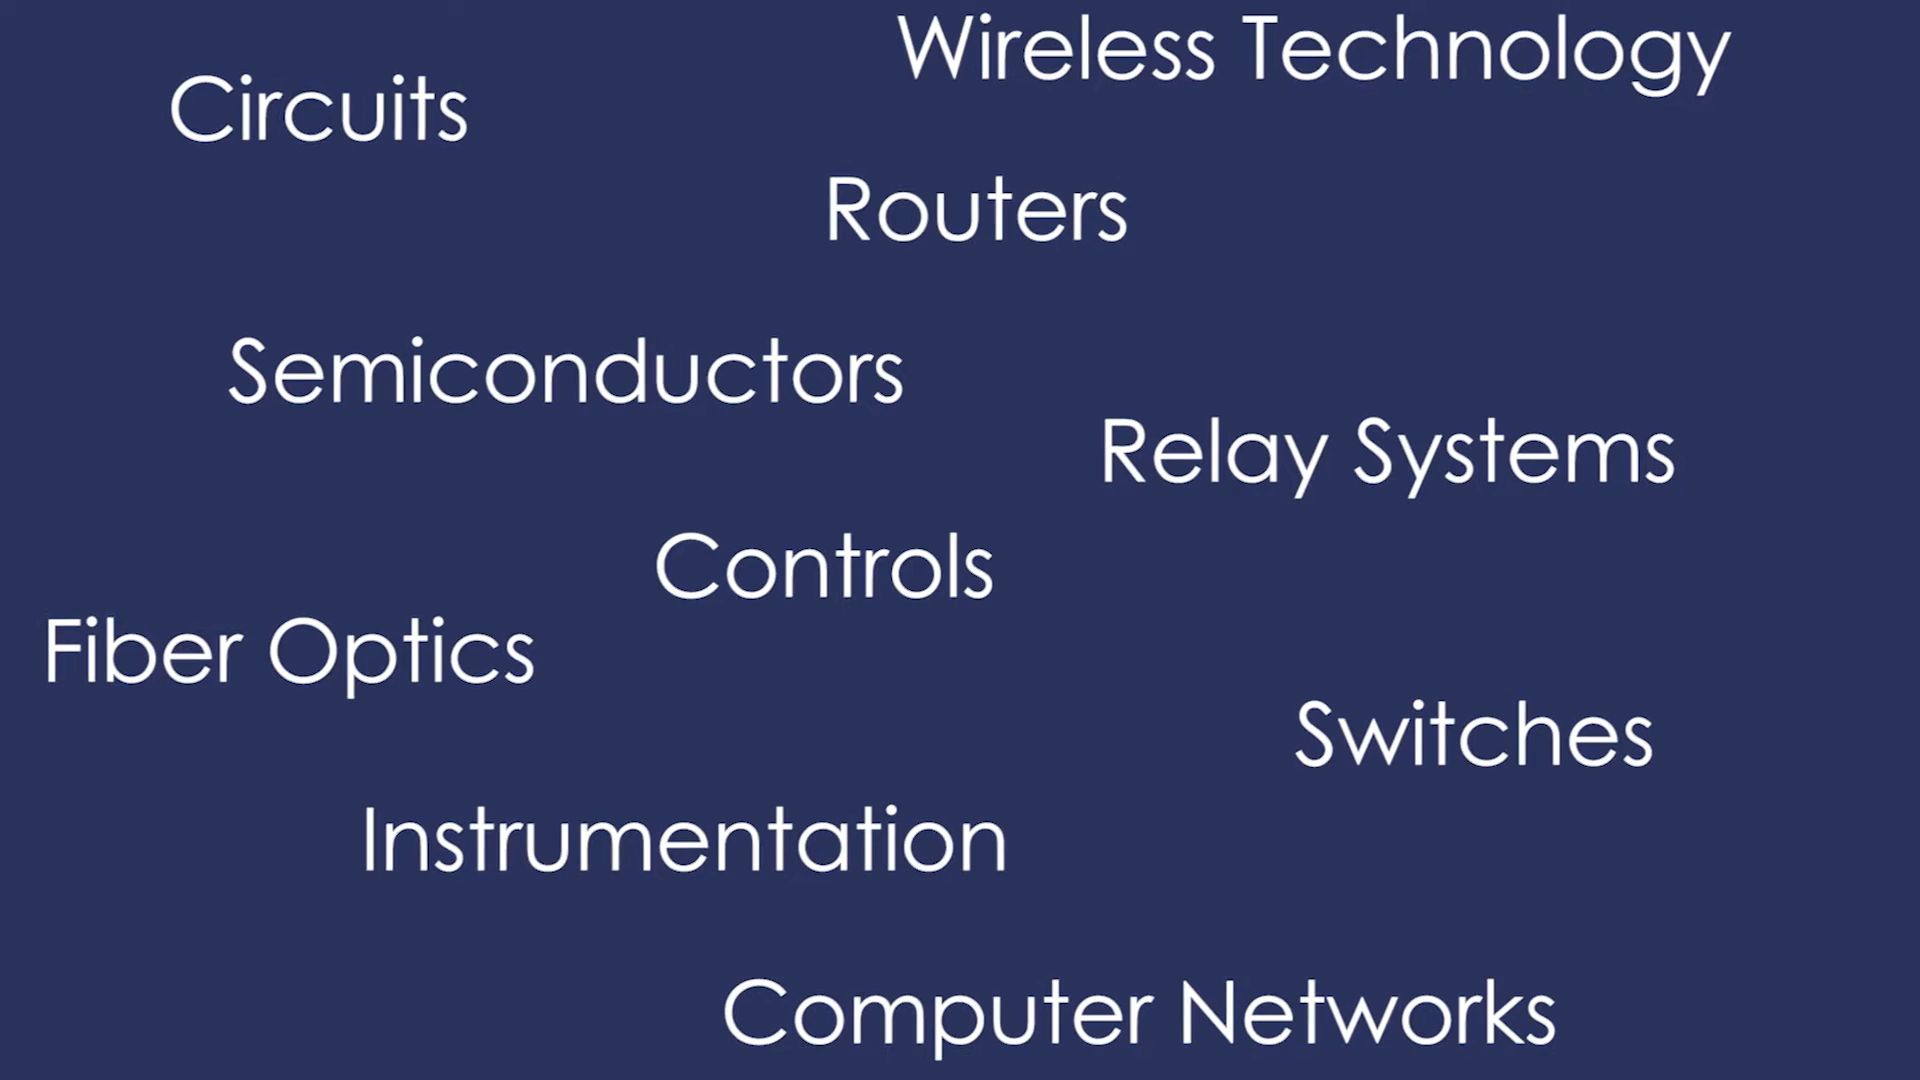 Wireless Technology
Circuits
Routers
Semiconductors
Relay Systems
Controls
Fiber Optics
Switches
Instrumentation
Computer Networks